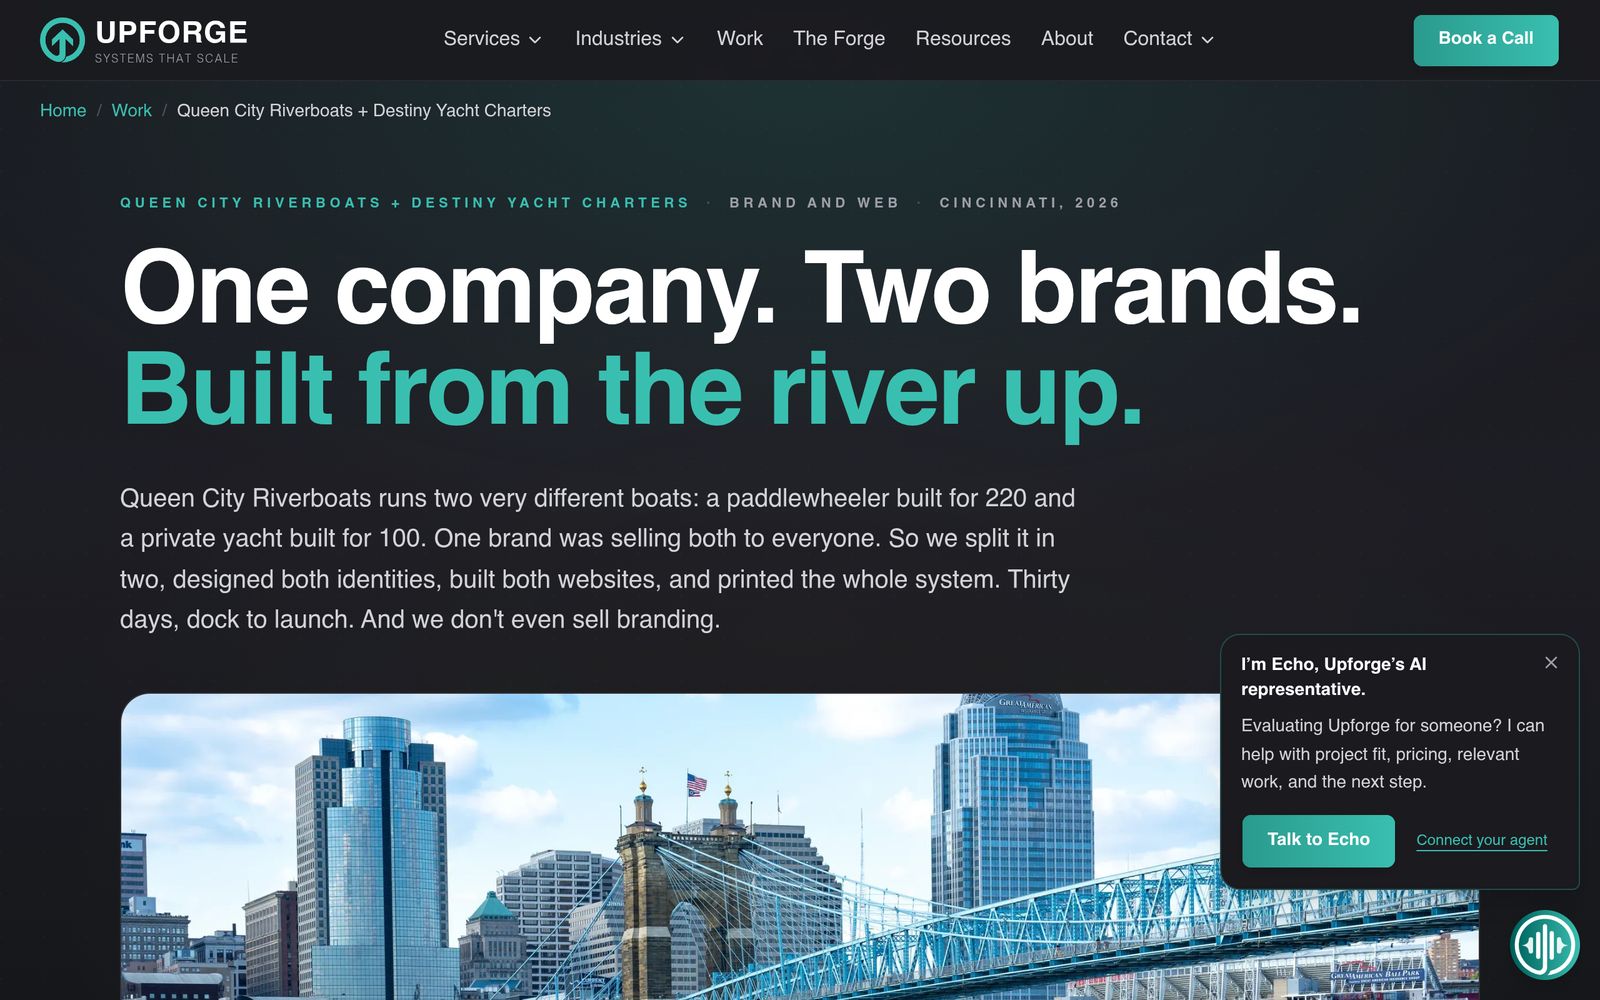 UPFORGE
SYSTEMS THAT SCALE
Services
Industries
Work
The Forge
Resources
About
Contact
Book a Call
Home / Work / Queen City Riverboats + Destiny Yacht Charters
QUEEN CITY RIVERBOATS + DESTINY YACHT CHARTERS · BRAND AND WEB · CINCINNATI, 2026
One company. Two brands.
Built from the river up.
Queen City Riverboats runs two very different boats: a paddlewheeler built for 220 and
a private yacht built for 100. One brand was selling both to everyone. So we split it in
two, designed both identities, built both websites, and printed the whole system. Thirty
days, dock to launch. And we don't even sell branding.
I’m Echo, Upforge’s AI
representative.
Evaluating Upforge for someone? I can
help with project fit, pricing, relevant
work, and the next step.
Talk to Echo
Connect your agent
GREATAMERICAN
GREATAMERICAN BALL PARK